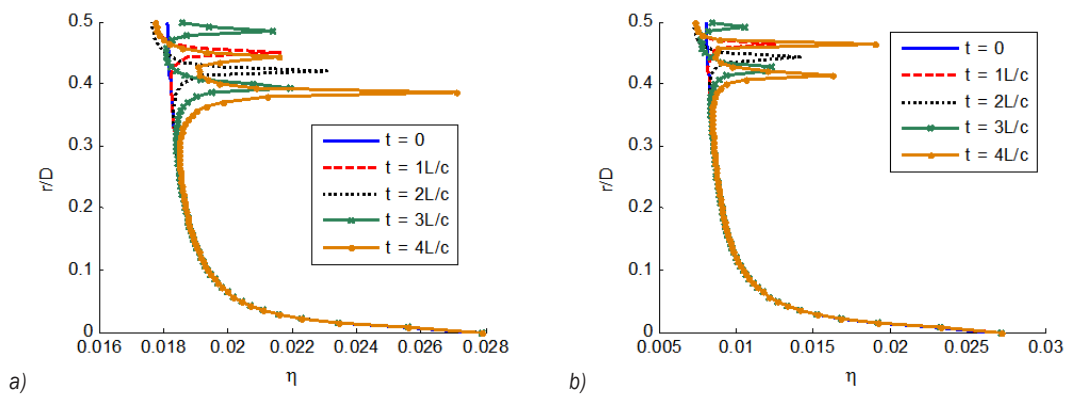 0.5
0.4
0.3
0.2
0.1
0
r/D
0.016 0.018 0.02 0.022 0.024 0.026 0.028
η
t = 0
t = 1L/c
t = 2L/c
t = 3L/c
t = 4L/c
a)
0.5
0.4
0.3
0.2
0.1
0
r/D
0.005 0.01 0.015 0.02 0.025 0.03
η
t = 0
t = 1L/c
t = 2L/c
t = 3L/c
t = 4L/c
b)